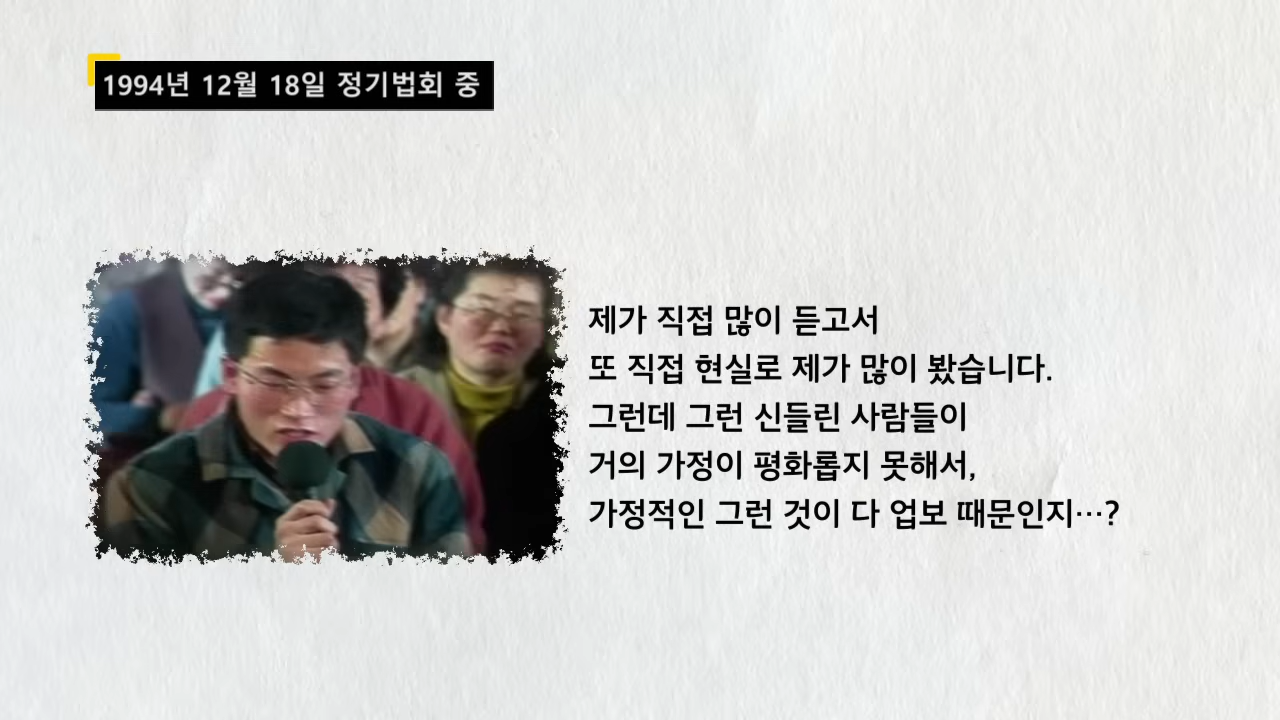 1994년 12월 18일 정기법회 중
제가 직접 많이 듣고서
또 직접 현실로 제가 많이 봤습니다.
그런데 그런 신들린 사람들이
거의 가정이 평화롭지 못해서,
가정적인 그런 것이 다 업보 때문인지…?